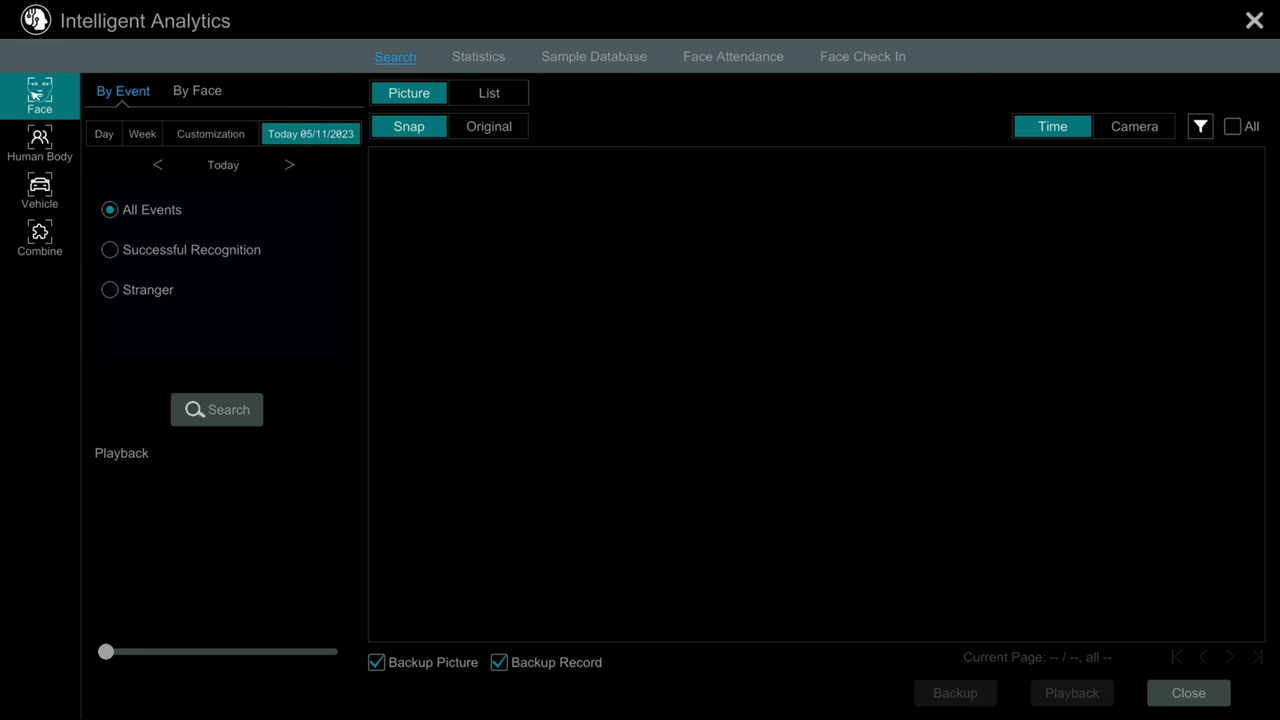 Intelligent Analytics
Search Statistics Sample Database Face Attendance Face Check In
Face
Human Body
Vehicle
Combine
By Event By Face
Day Week Customization Today 05/11/2023
< Today >
All Events
Successful Recognition
Stranger
Search
Playback
Picture List
Snap Original
Time Camera All
Backup Picture Backup Record
Current Page: -- / --, all --
Backup Playback Close